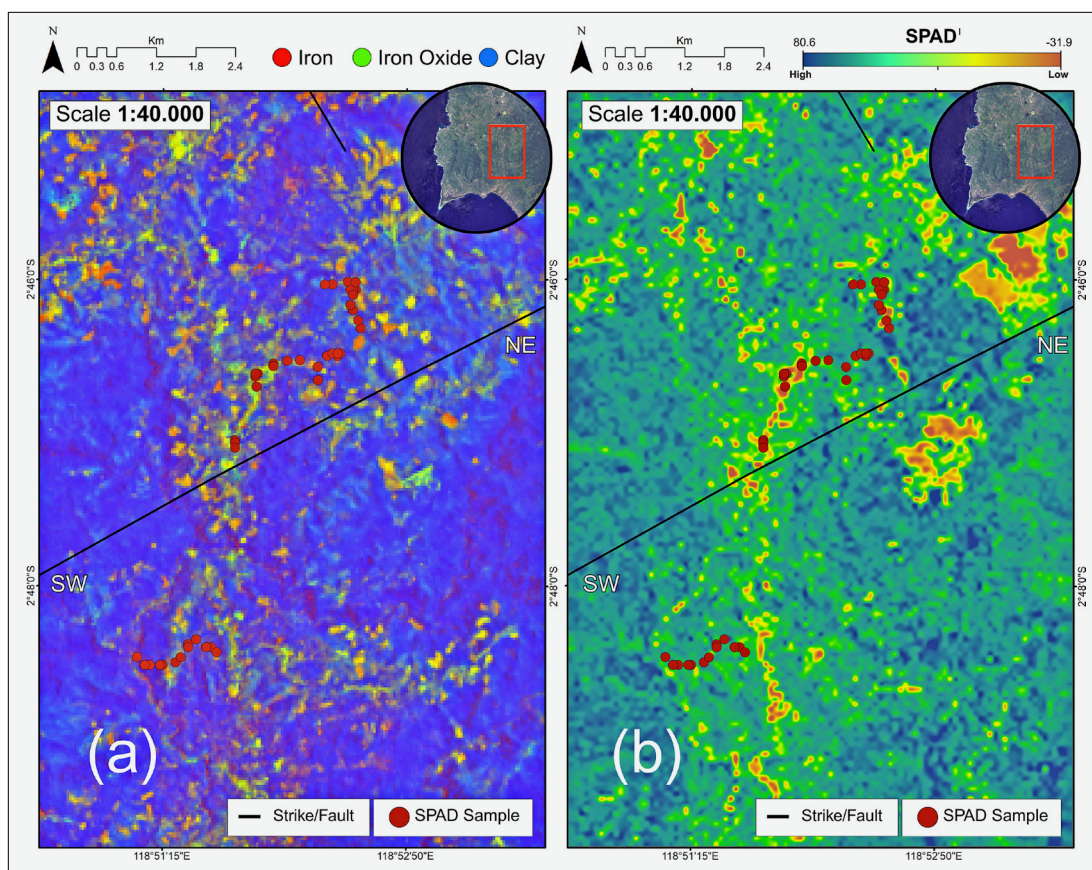 N
Km
0 0.3 0.6 1.2 1.8 2.4
Iron Iron Oxide Clay
Scale 1:40.000
2°46'0"S
2°48'0"S
NE
SW
(a)
Strike/Fault
SPAD Sample
118°51'15"E
118°52'50"E
N
Km
0 0.3 0.6 1.2 1.8 2.4
SPAD'
80.6
High
-31.9
Low
Scale 1:40.000
2°46'0"S
2°48'0"S
NE
SW
(b)
Strike/Fault
SPAD Sample
118°51'15"E
118°52'50"E